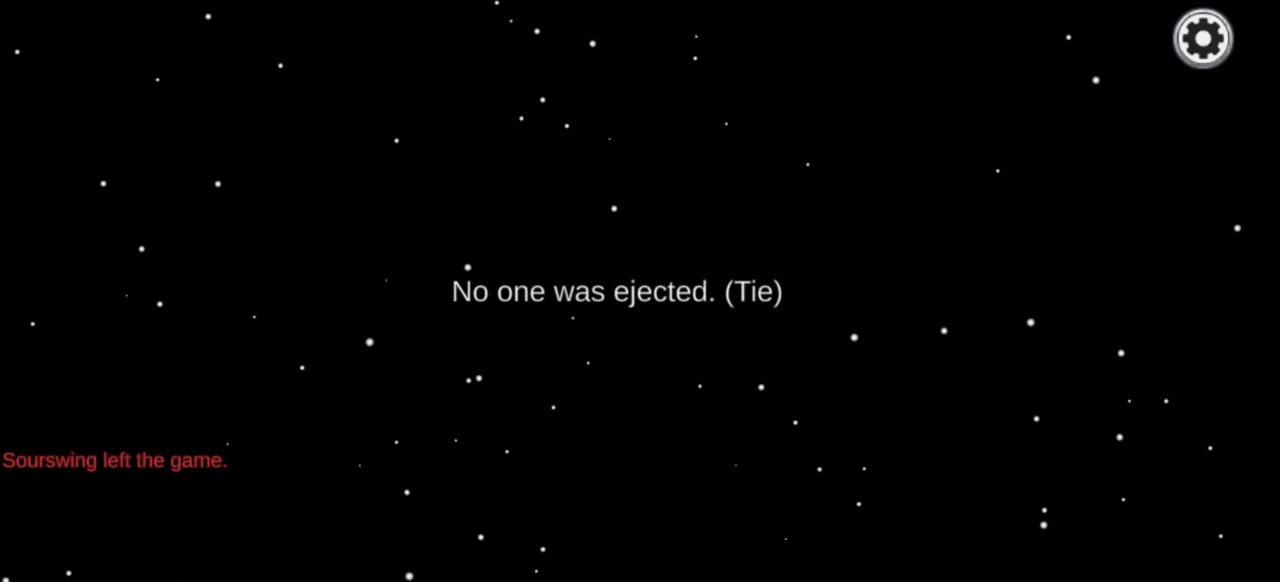 No one was ejected. (Tie)
Sourswing left the game.